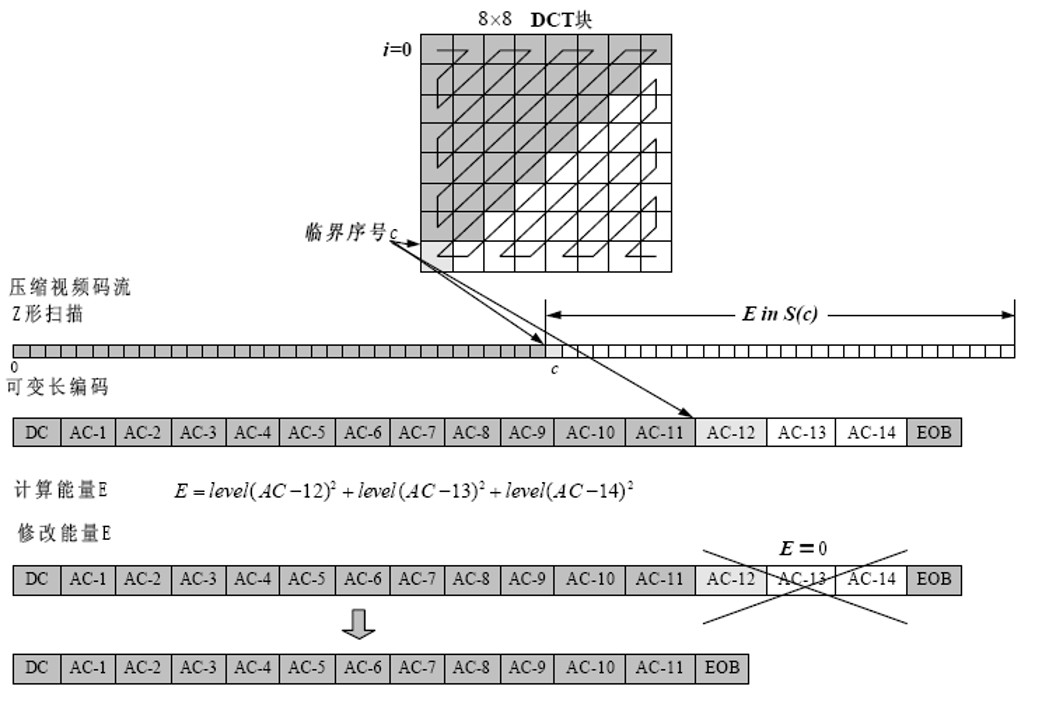 8×8 DCT块
i=0
临界序号c
压缩视频码流
Z形扫描
E in S(c)
0
c
可变长编码
DC AC-1 AC-2 AC-3 AC-4 AC-5 AC-6 AC-7 AC-8 AC-9 AC-10 AC-11 AC-12 AC-13 AC-14 EOB
计算能量E E=level(AC-12)²+level(AC-13)²+level(AC-14)²
修改能量E
E=0
DC AC-1 AC-2 AC-3 AC-4 AC-5 AC-6 AC-7 AC-8 AC-9 AC-10 AC-11 AC-12 AC-13 AC-14 EOB
DC AC-1 AC-2 AC-3 AC-4 AC-5 AC-6 AC-7 AC-8 AC-9 AC-10 AC-11 EOB